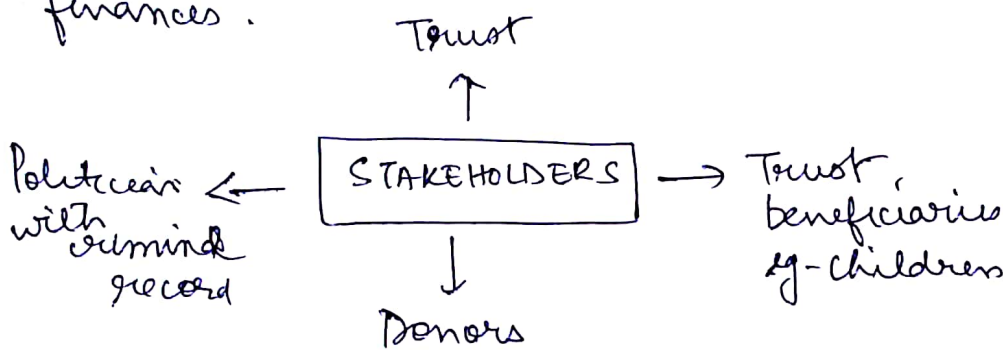 finances.
Trust
Politician
with
criminal
record
STAKEHOLDERS
Trust,
beneficiaries
eg-children
Donors